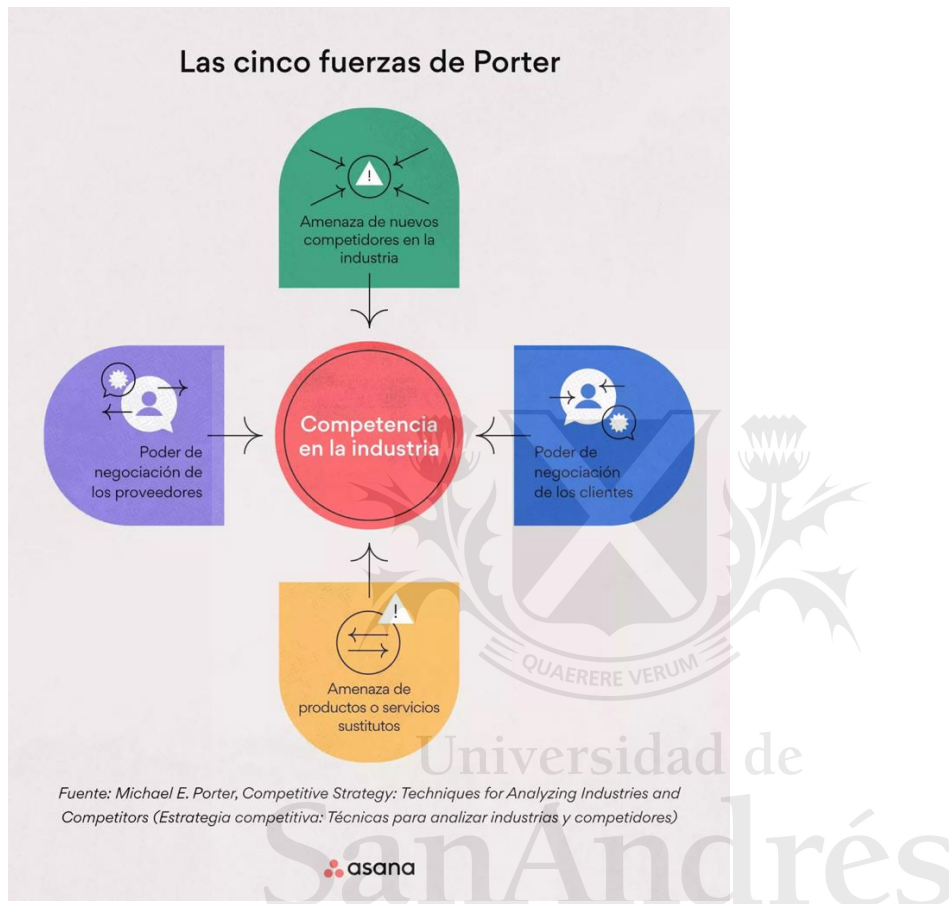 Las cinco fuerzas de Porter
!
Amenaza de nuevos
competidores en la
industria
Poder de
negociación de
los proveedores
Competencia
en la industria
Poder de
negociación
de los clientes
!
Amenaza de
productos o servicios
sustitutos
QUAERERE VERUM
Universidad de
SanAndrés
Fuente: Michael E. Porter, Competitive Strategy: Techniques for Analyzing Industries and
Competitors (Estrategia competitiva: Técnicas para analizar industrias y competidores)
asana